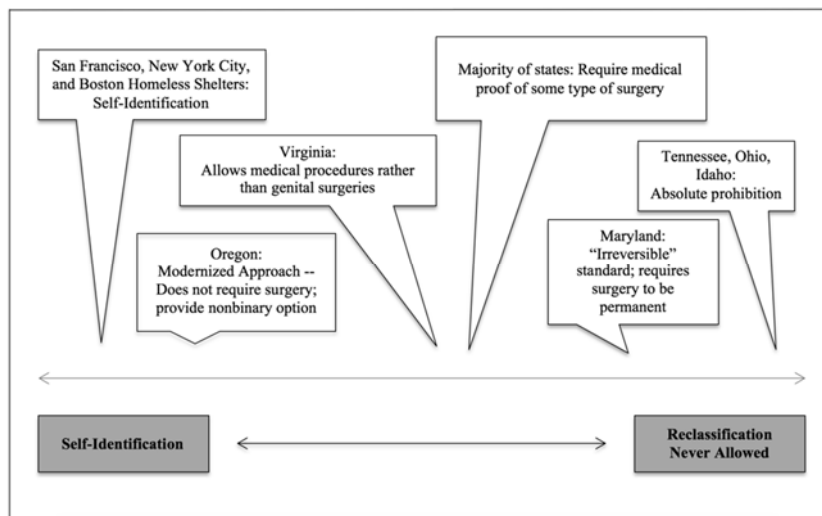 San Francisco, New York City,
and Boston Homeless Shelters:
Self-Identification
Majority of states: Require medical
proof of some type of surgery
Virginia:
Allows medical procedures rather
than genital surgeries
Tennessee, Ohio,
Idaho:
Absolute prohibition
Oregon:
Modernized Approach --
Does not require surgery;
provide nonbinary option
Maryland:
“Irreversible”
standard; requires
surgery to be
permanent
Self-Identification
Reclassification
Never Allowed